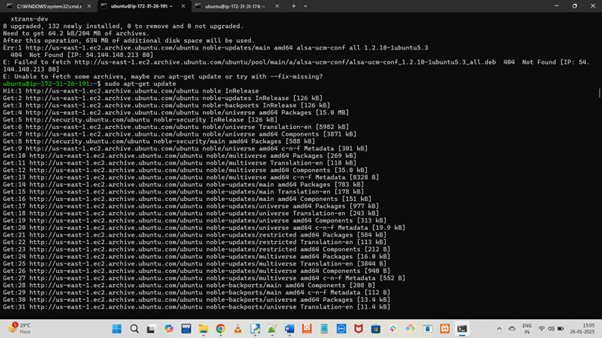 C:\WINDOWS\system32\cmd.e
ubuntu@ip-172-31-31-191:~
ubuntu@ip-172-31-31-174:~
xtrans-dev
0 upgraded, 132 newly installed, 0 to remove and 0 not upgraded.
Need to get 64.2 kB/204 MB of archives.
After this operation, 634 MB of additional disk space will be used.
Err:1 http://us-east-1.ec2.archive.ubuntu.com/ubuntu noble-updates/main amd64 alsa-ucm-conf all 1.2.10-1ubuntu5.3
404 Not Found [IP: 54.144.148.213 80]
E: Failed to fetch http://us-east-1.ec2.archive.ubuntu.com/ubuntu/pool/main/a/alsa-ucm-conf/alsa-ucm-conf_1.2.10-1ubuntu5.3_all.deb 404 Not Found [IP: 54.
144.148.213 80]
E: Unable to fetch some archives, maybe run apt-get update or try with --fix-missing?
ubuntu@ip-172-31-31-191:~$ sudo apt-get update
Hit:1 http://us-east-1.ec2.archive.ubuntu.com/ubuntu noble InRelease
Get:2 http://us-east-1.ec2.archive.ubuntu.com/ubuntu noble-updates InRelease [126 kB]
Get:3 http://us-east-1.ec2.archive.ubuntu.com/ubuntu noble-backports InRelease [126 kB]
Get:4 http://us-east-1.ec2.archive.ubuntu.com/ubuntu noble/universe amd64 Packages [15.0 MB]
Get:5 http://security.ubuntu.com/ubuntu noble-security InRelease [126 kB]
Get:6 http://us-east-1.ec2.archive.ubuntu.com/ubuntu noble/universe Translation-en [5982 kB]
Get:7 http://us-east-1.ec2.archive.ubuntu.com/ubuntu noble/universe amd64 Components [3871 kB]
Get:8 http://security.ubuntu.com/ubuntu noble-security/main amd64 Packages [588 kB]
Get:9 http://us-east-1.ec2.archive.ubuntu.com/ubuntu noble/universe amd64 c-n-f Metadata [301 kB]
Get:10 http://us-east-1.ec2.archive.ubuntu.com/ubuntu noble/multiverse amd64 Packages [269 kB]
Get:11 http://us-east-1.ec2.archive.ubuntu.com/ubuntu noble/multiverse Translation-en [118 kB]
Get:12 http://us-east-1.ec2.archive.ubuntu.com/ubuntu noble/multiverse amd64 Components [35.0 kB]
Get:13 http://us-east-1.ec2.archive.ubuntu.com/ubuntu noble/multiverse amd64 c-n-f Metadata [8328 B]
Get:14 http://us-east-1.ec2.archive.ubuntu.com/ubuntu noble-updates/main amd64 Packages [783 kB]
Get:15 http://us-east-1.ec2.archive.ubuntu.com/ubuntu noble-updates/main Translation-en [178 kB]
Get:16 http://us-east-1.ec2.archive.ubuntu.com/ubuntu noble-updates/main amd64 Components [151 kB]
Get:17 http://us-east-1.ec2.archive.ubuntu.com/ubuntu noble-updates/universe amd64 Packages [977 kB]
Get:18 http://us-east-1.ec2.archive.ubuntu.com/ubuntu noble-updates/universe Translation-en [243 kB]
Get:19 http://us-east-1.ec2.archive.ubuntu.com/ubuntu noble-updates/universe amd64 Components [313 kB]
Get:20 http://us-east-1.ec2.archive.ubuntu.com/ubuntu noble-updates/universe amd64 c-n-f Metadata [19.9 kB]
Get:21 http://us-east-1.ec2.archive.ubuntu.com/ubuntu noble-updates/restricted amd64 Packages [584 kB]
Get:22 http://us-east-1.ec2.archive.ubuntu.com/ubuntu noble-updates/restricted Translation-en [113 kB]
Get:23 http://us-east-1.ec2.archive.ubuntu.com/ubuntu noble-updates/restricted amd64 Components [212 B]
Get:24 http://us-east-1.ec2.archive.ubuntu.com/ubuntu noble-updates/multiverse amd64 Packages [16.0 kB]
Get:25 http://us-east-1.ec2.archive.ubuntu.com/ubuntu noble-updates/multiverse Translation-en [3844 B]
Get:26 http://us-east-1.ec2.archive.ubuntu.com/ubuntu noble-updates/multiverse amd64 Components [940 B]
Get:27 http://us-east-1.ec2.archive.ubuntu.com/ubuntu noble-updates/multiverse amd64 c-n-f Metadata [552 B]
Get:28 http://us-east-1.ec2.archive.ubuntu.com/ubuntu noble-backports/main amd64 Components [208 B]
Get:29 http://us-east-1.ec2.archive.ubuntu.com/ubuntu noble-backports/main amd64 c-n-f Metadata [112 B]
Get:30 http://us-east-1.ec2.archive.ubuntu.com/ubuntu noble-backports/universe amd64 Packages [13.4 kB]
Get:31 http://us-east-1.ec2.archive.ubuntu.com/ubuntu noble-backports/universe Translation-en [11.4 kB]
29°C
Haze
ENG
IN
15:05
26-01-2025